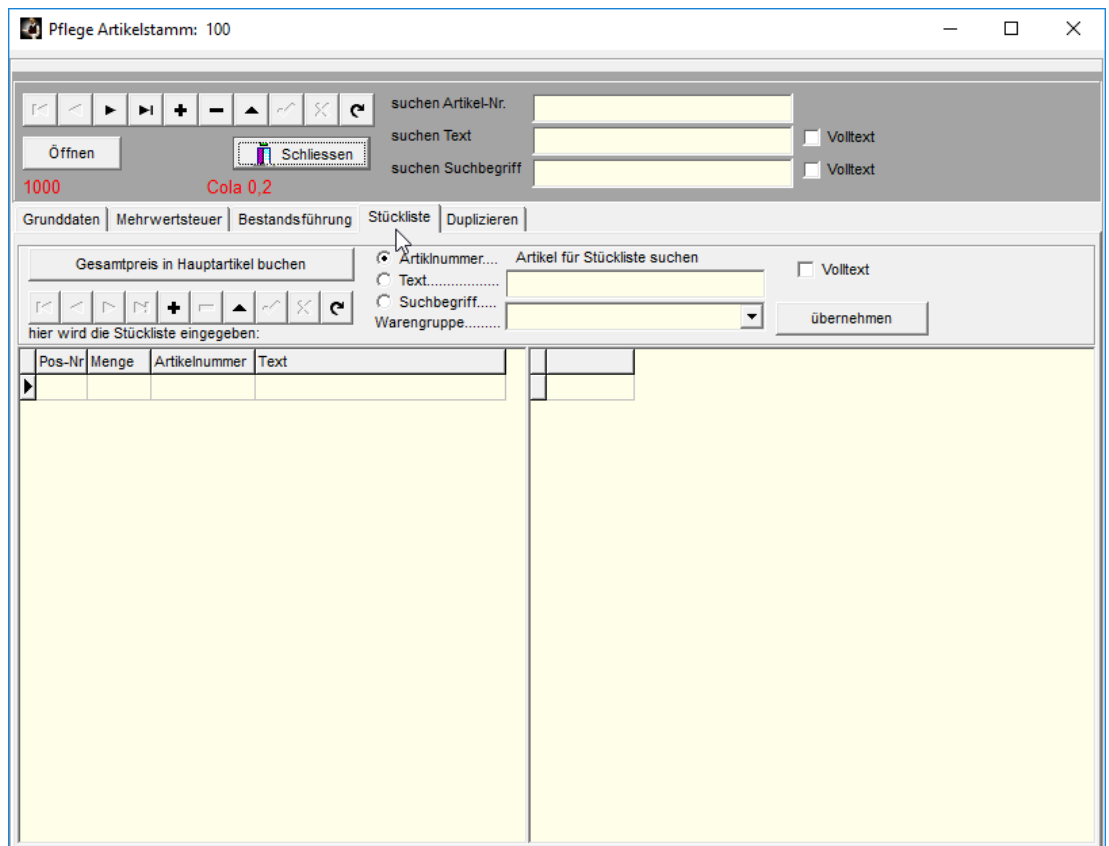 Pflege Artikelstamm: 100
suchen Artikel-Nr.
suchen Text
Volltext
Öffnen
Schliessen
suchen Suchbegriff
Volltext
1000
Cola 0,2
Grunddaten
Mehrwertsteuer
Bestandsführung
Stückliste
Duplizieren
Gesamtpreis in Hauptartikel buchen
Artiklnummer....
Artikel für Stückliste suchen
Volltext
Text..................
Suchbegriff.....
Warengruppe.........
übernehmen
hier wird die Stückliste eingegeben:
Pos-Nr
Menge
Artikelnummer
Text